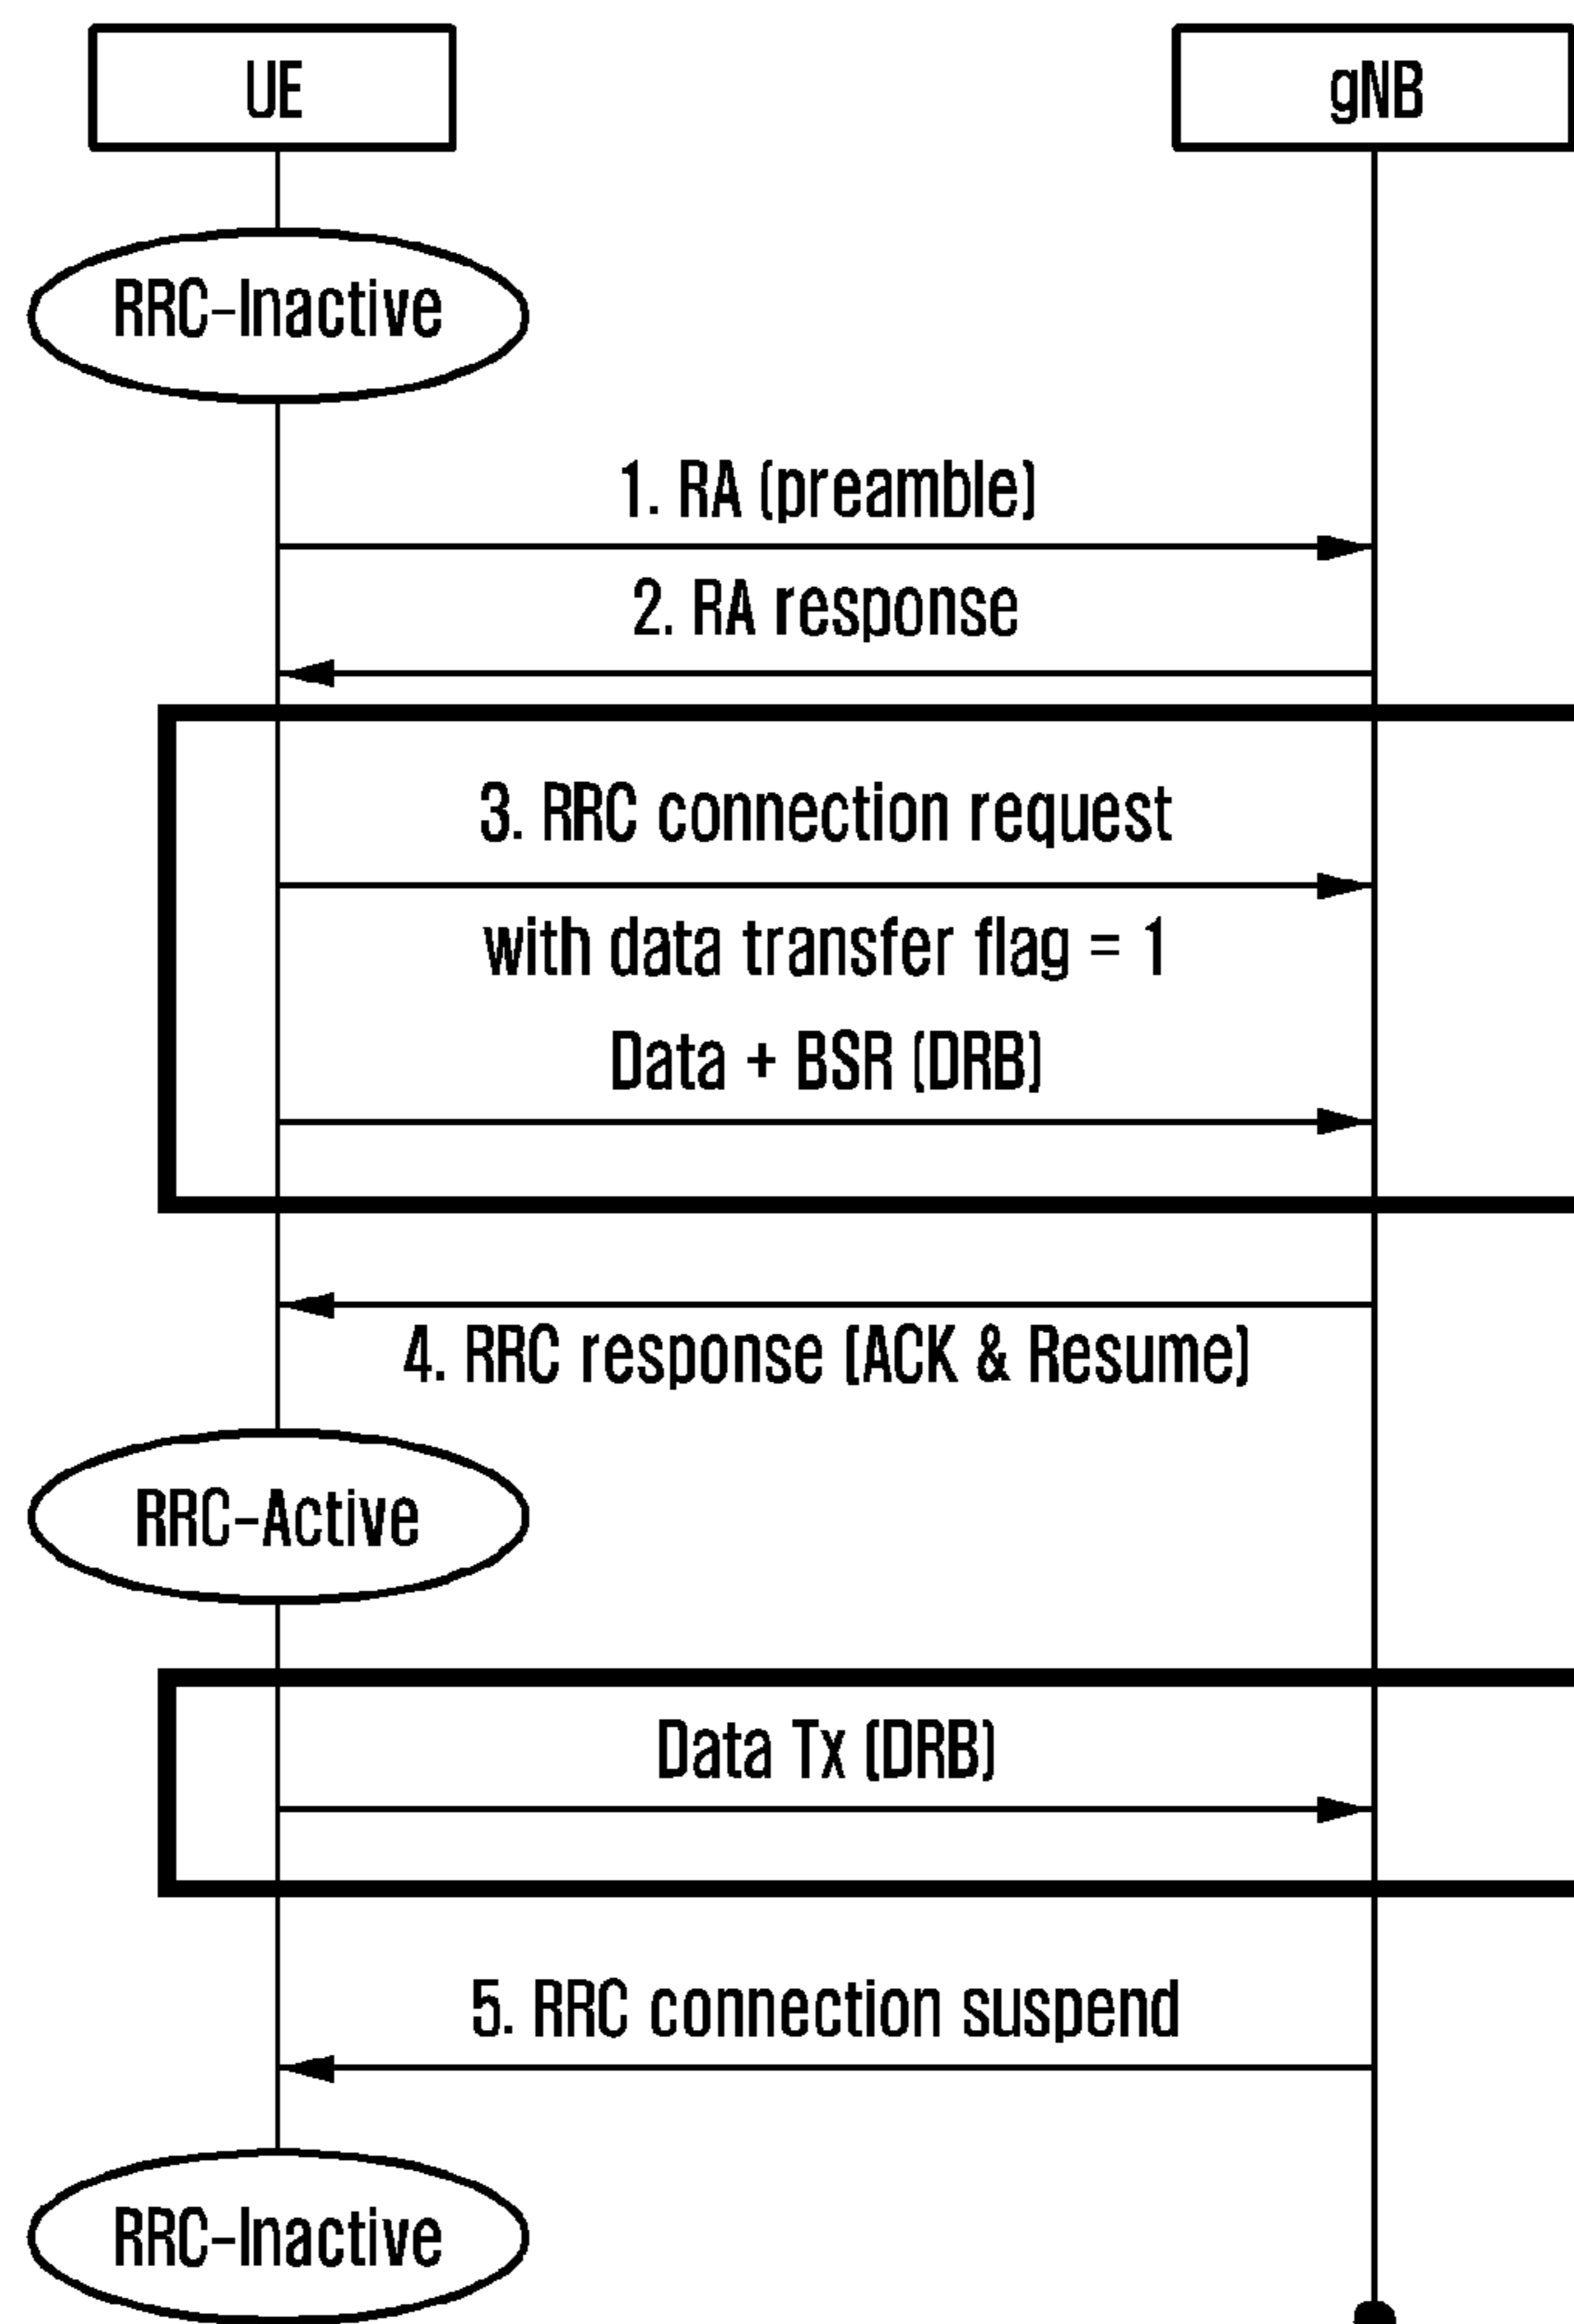 UE
gNB
RRC-Inactive
1. RA (preamble)
2. RA response
3. RRC connection request
with data transfer flag = 1
Data + BSR (DRB)
4. RRC response (ACK & Resume)
RRC-Active
Data Tx (DRB)
5. RRC connection suspend
RRC-Inactive